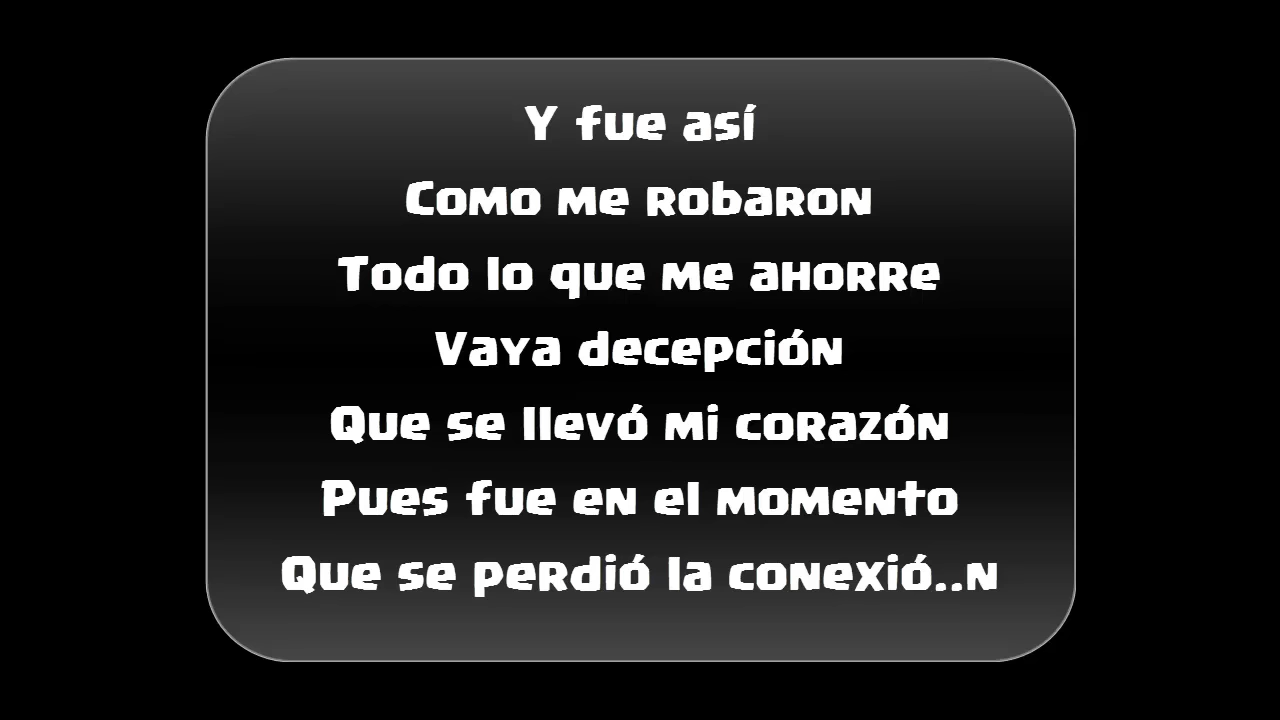 Y fue así
Como me robaron
Todo lo que me ahorre
Vaya decepción
Que se llevó mi corazón
Pues fue en el momento
Que se perdió la conexió..n